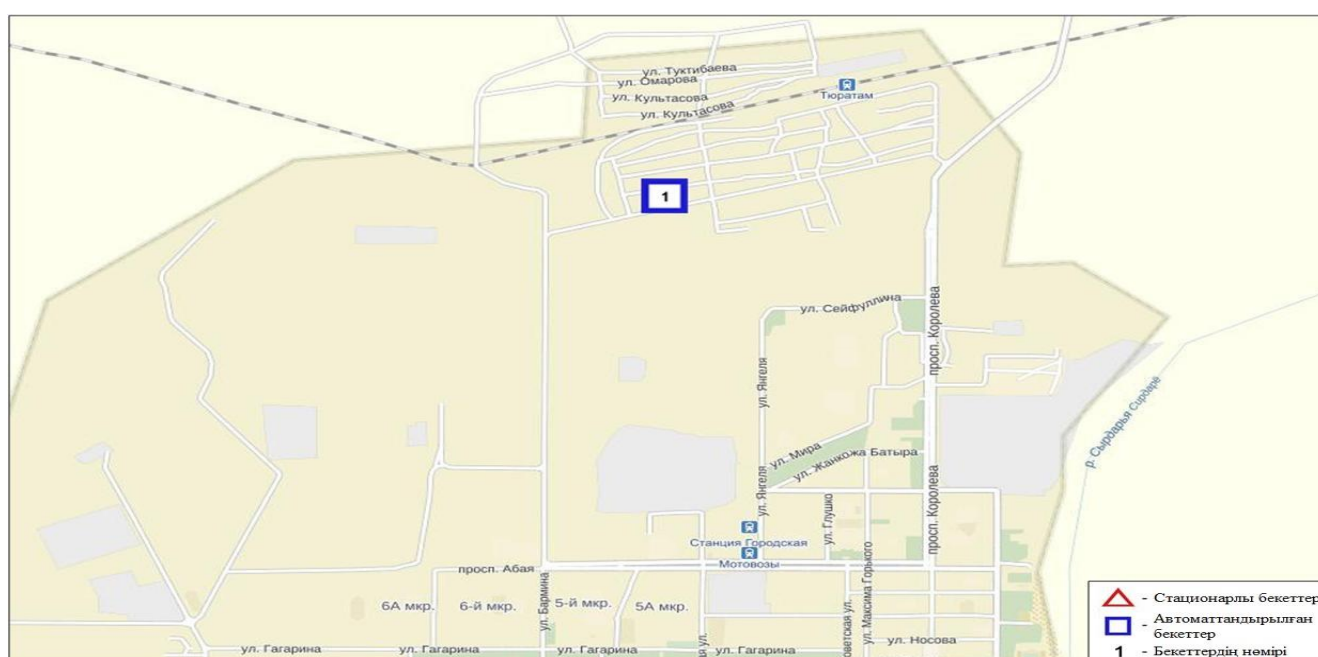 ул. Туктибаева
ул. Омарова
ул. Культасова
ул. Культасова
Тюратам
1
ул. Сейфуллина
просп. Королева
ул. Янгеля
р. Сырдарья Сирдарё
ул. Мира
ул. Жанкожа Батыра
ул. Янгеля
ул. Глушко
просп. Королева
Станция Городская
Мотовозы
просп. Абая
ул. Бармина
ул. Максима Горького
6А мкр.
6-й мкр.
5-й мкр.
5А мкр.
ул. Носова
ул. Гагарина
ул. Гагарина
ул. Гагарина
ул. Гагарина
- Стационарлы бекеттер
- Автоматтандырылған
бекеттер
1 - Бекеттердің нөмірі